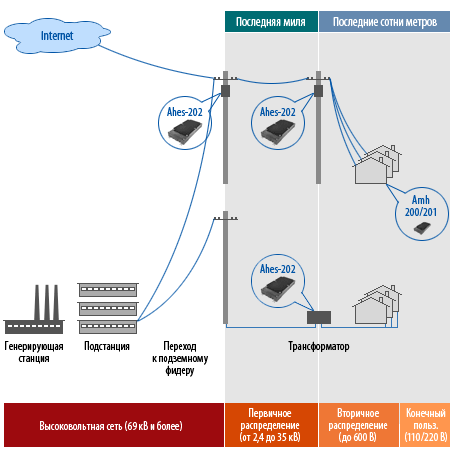 Последняя миля
Последние сотни метров
Internet
Ahes-202
Ahes-202
Amh
200/201
Ahes-202
Генерирующая
станция
Подстанция
Переход
к подземному
фидеру
Трансформатор
Высоковольтная сеть (69 кВ и более)
Первичное
распределение
(от 2,4 до 35 кВ)
Вторичное
распределение
(до 600 В)
Конечный
польз.
(110/220 В)